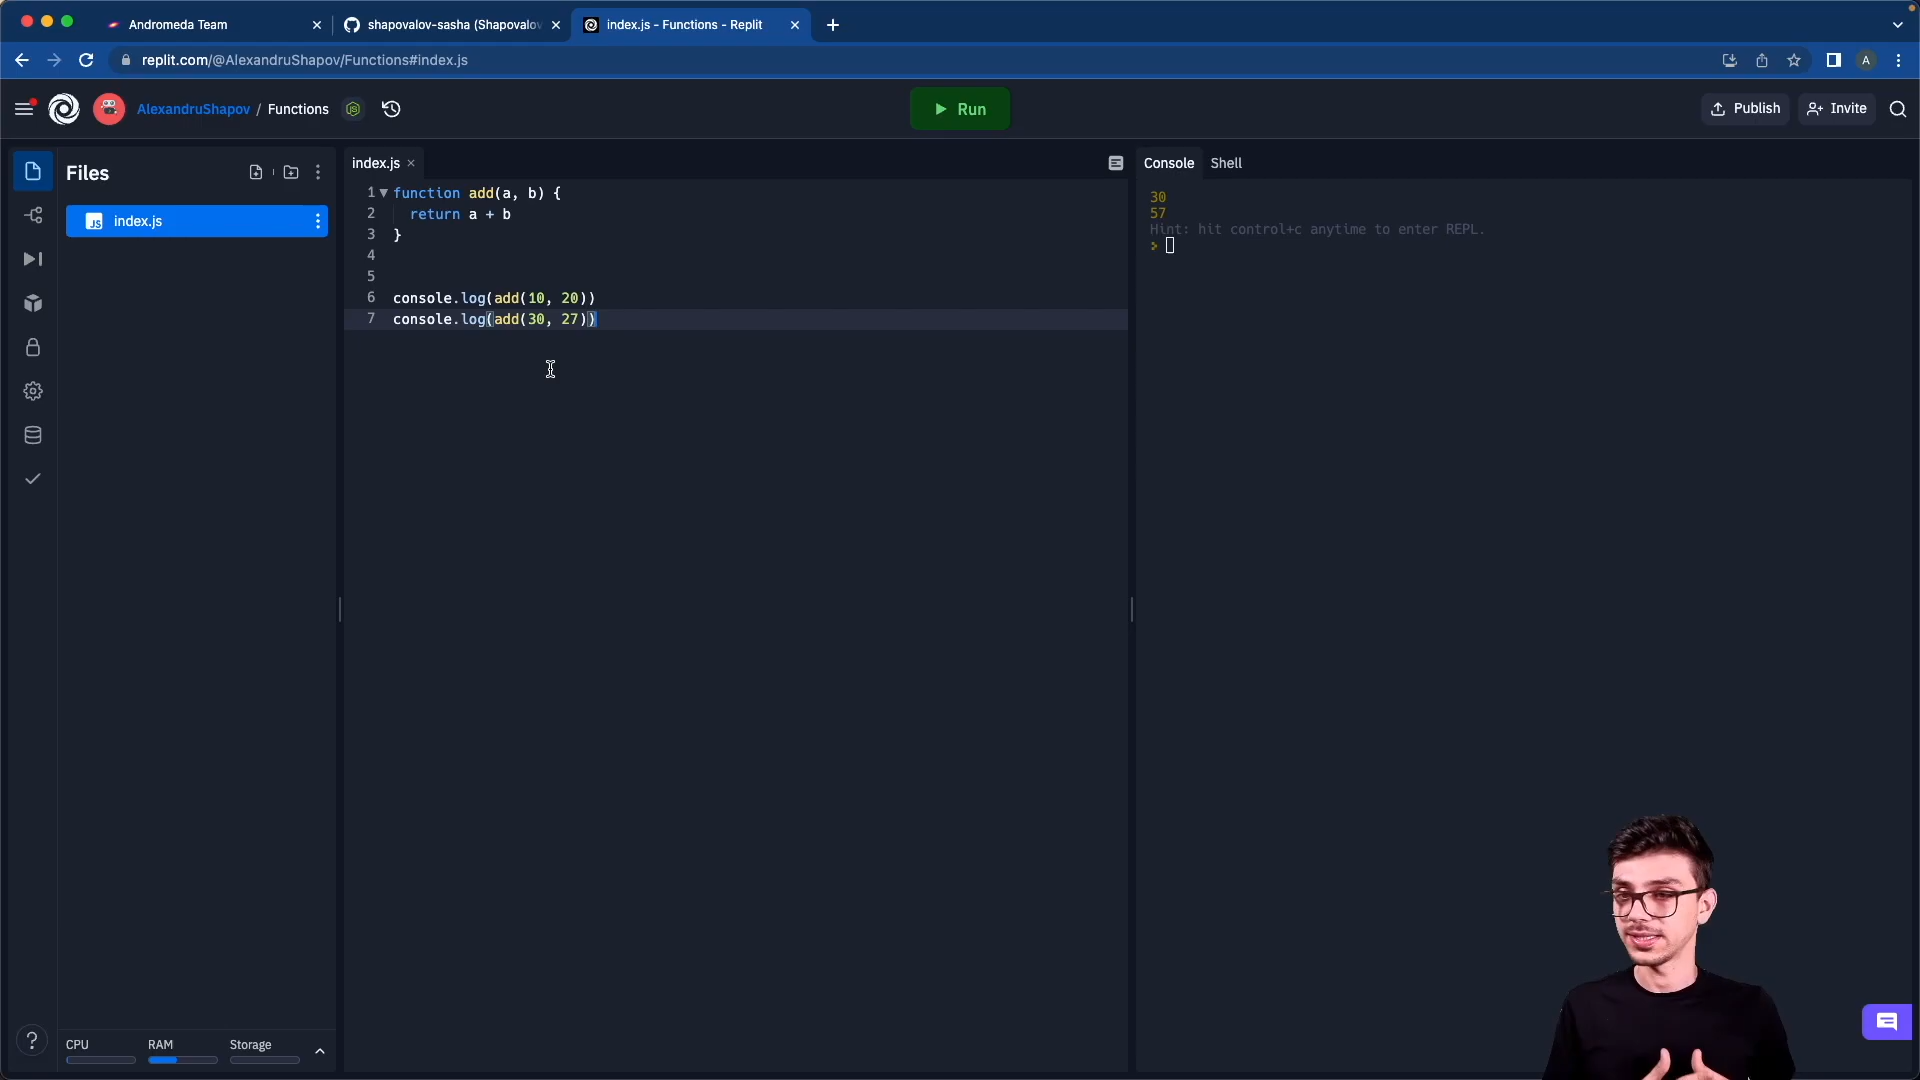 Andromeda Team
shapovalov-sasha (Shapovalov
index.js - Functions - Replit
replit.com/@AlexandruShapov/Functions#index.js
A
AlexandruShapov / Functions
Run
Publish
Invite
Files
JS index.js
index.js
1 function add(a, b) {
2 return a + b
3 }
4
5
6 console.log(add(10, 20))
7 console.log(add(30, 27))
Console
Shell
30
57
Hint: hit control+c anytime to enter REPL.
CPU
RAM
Storage
?